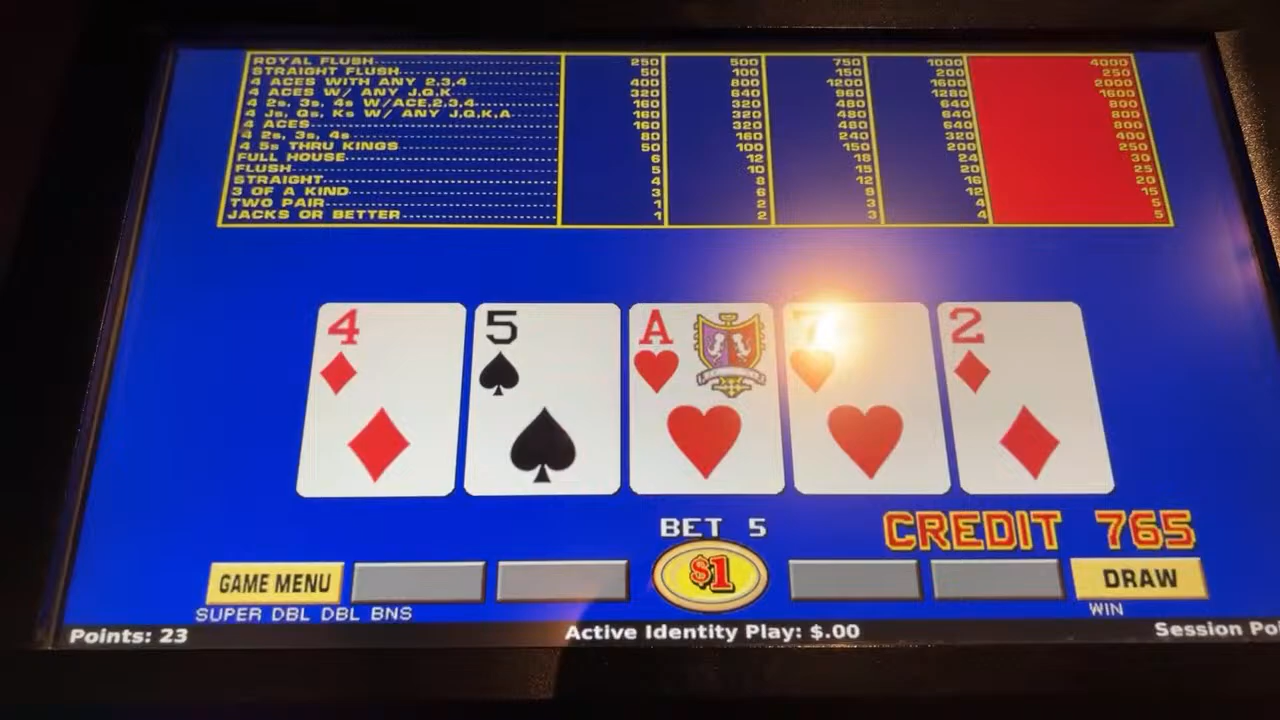 ROYAL FLUSH 250 500 750 1000 4000
STRAIGHT FLUSH 50 100 150 200 250
4 ACES WITH ANY 2,3,4 400 800 1200 1600 2000
4 ACES W/ ANY J,Q,K 320 640 960 1280 1600
4 2s, 3s, 4s W/ACE,2,3,4 160 320 480 640 800
4 Js, Qs, Ks W/ ANY J,Q,K,A 160 320 480 640 800
4 ACES 160 320 480 640 800
4 2s, 3s, 4s 80 160 240 320 400
4 5s THRU KINGS 50 100 150 200 250
FULL HOUSE 6 12 18 24 30
FLUSH 5 10 15 20 25
STRAIGHT 4 8 12 16 20
3 OF A KIND 3 6 9 12 15
TWO PAIR 1 2 3 4 5
JACKS OR BETTER 1 2 3 4 5
4 5 A 7 2
BET 5 CREDIT 765
GAME MENU $1 DRAW
SUPER DBL DBL BNS WIN
Points: 23 Active Identity Play: $.00 Session